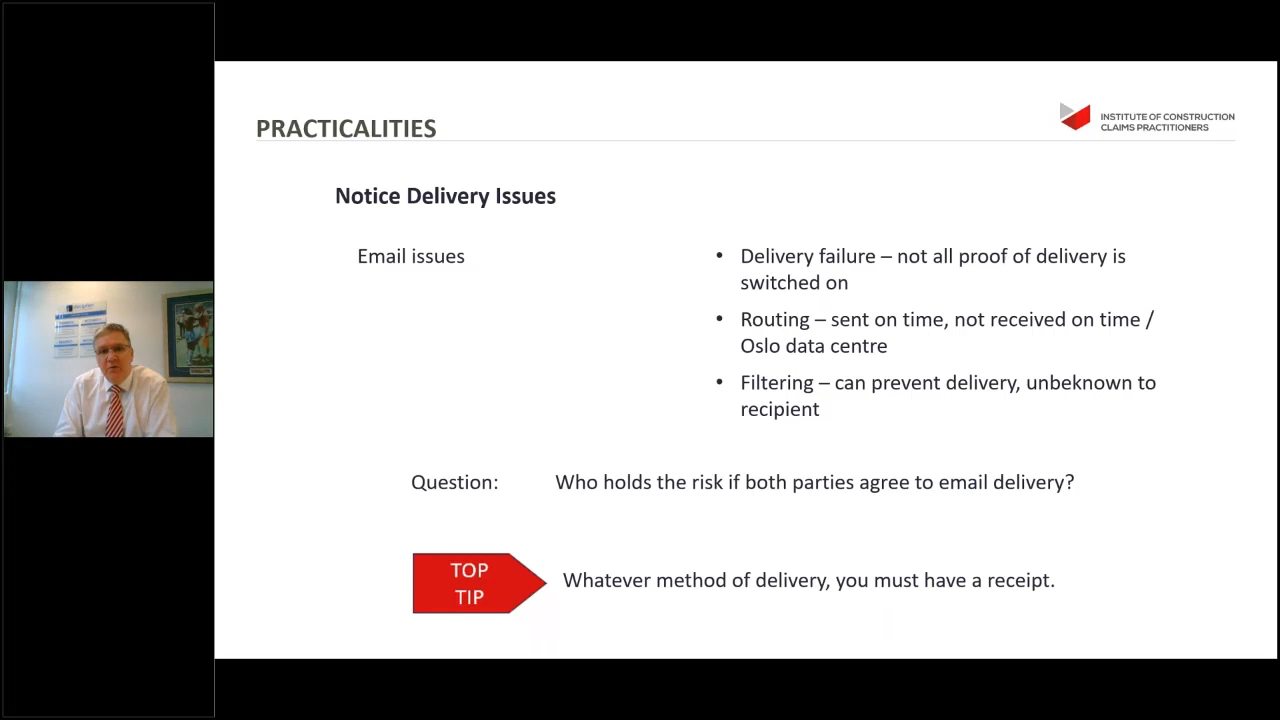 PRACTICALITIES
INSTITUTE OF CONSTRUCTION
CLAIMS PRACTITIONERS
Notice Delivery Issues
Email issues
• Delivery failure – not all proof of delivery is
switched on
• Routing – sent on time, not received on time /
Oslo data centre
• Filtering – can prevent delivery, unbeknown to
recipient
Question: Who holds the risk if both parties agree to email delivery?
TOP
TIP
Whatever method of delivery, you must have a receipt.